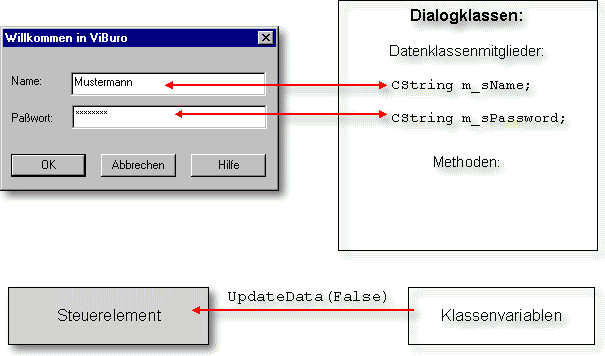 Dialogklassen:
Willkommen in ViBuro
Datenklassenmitglieder:
Name:
Mustermann
CString m_sName;
Paßwort:
xxxxxxxx
CString m_sPassword;
OK
Abbrechen
Hilfe
Methoden:
UpdateData(False)
Steuerelement
Klassenvariablen